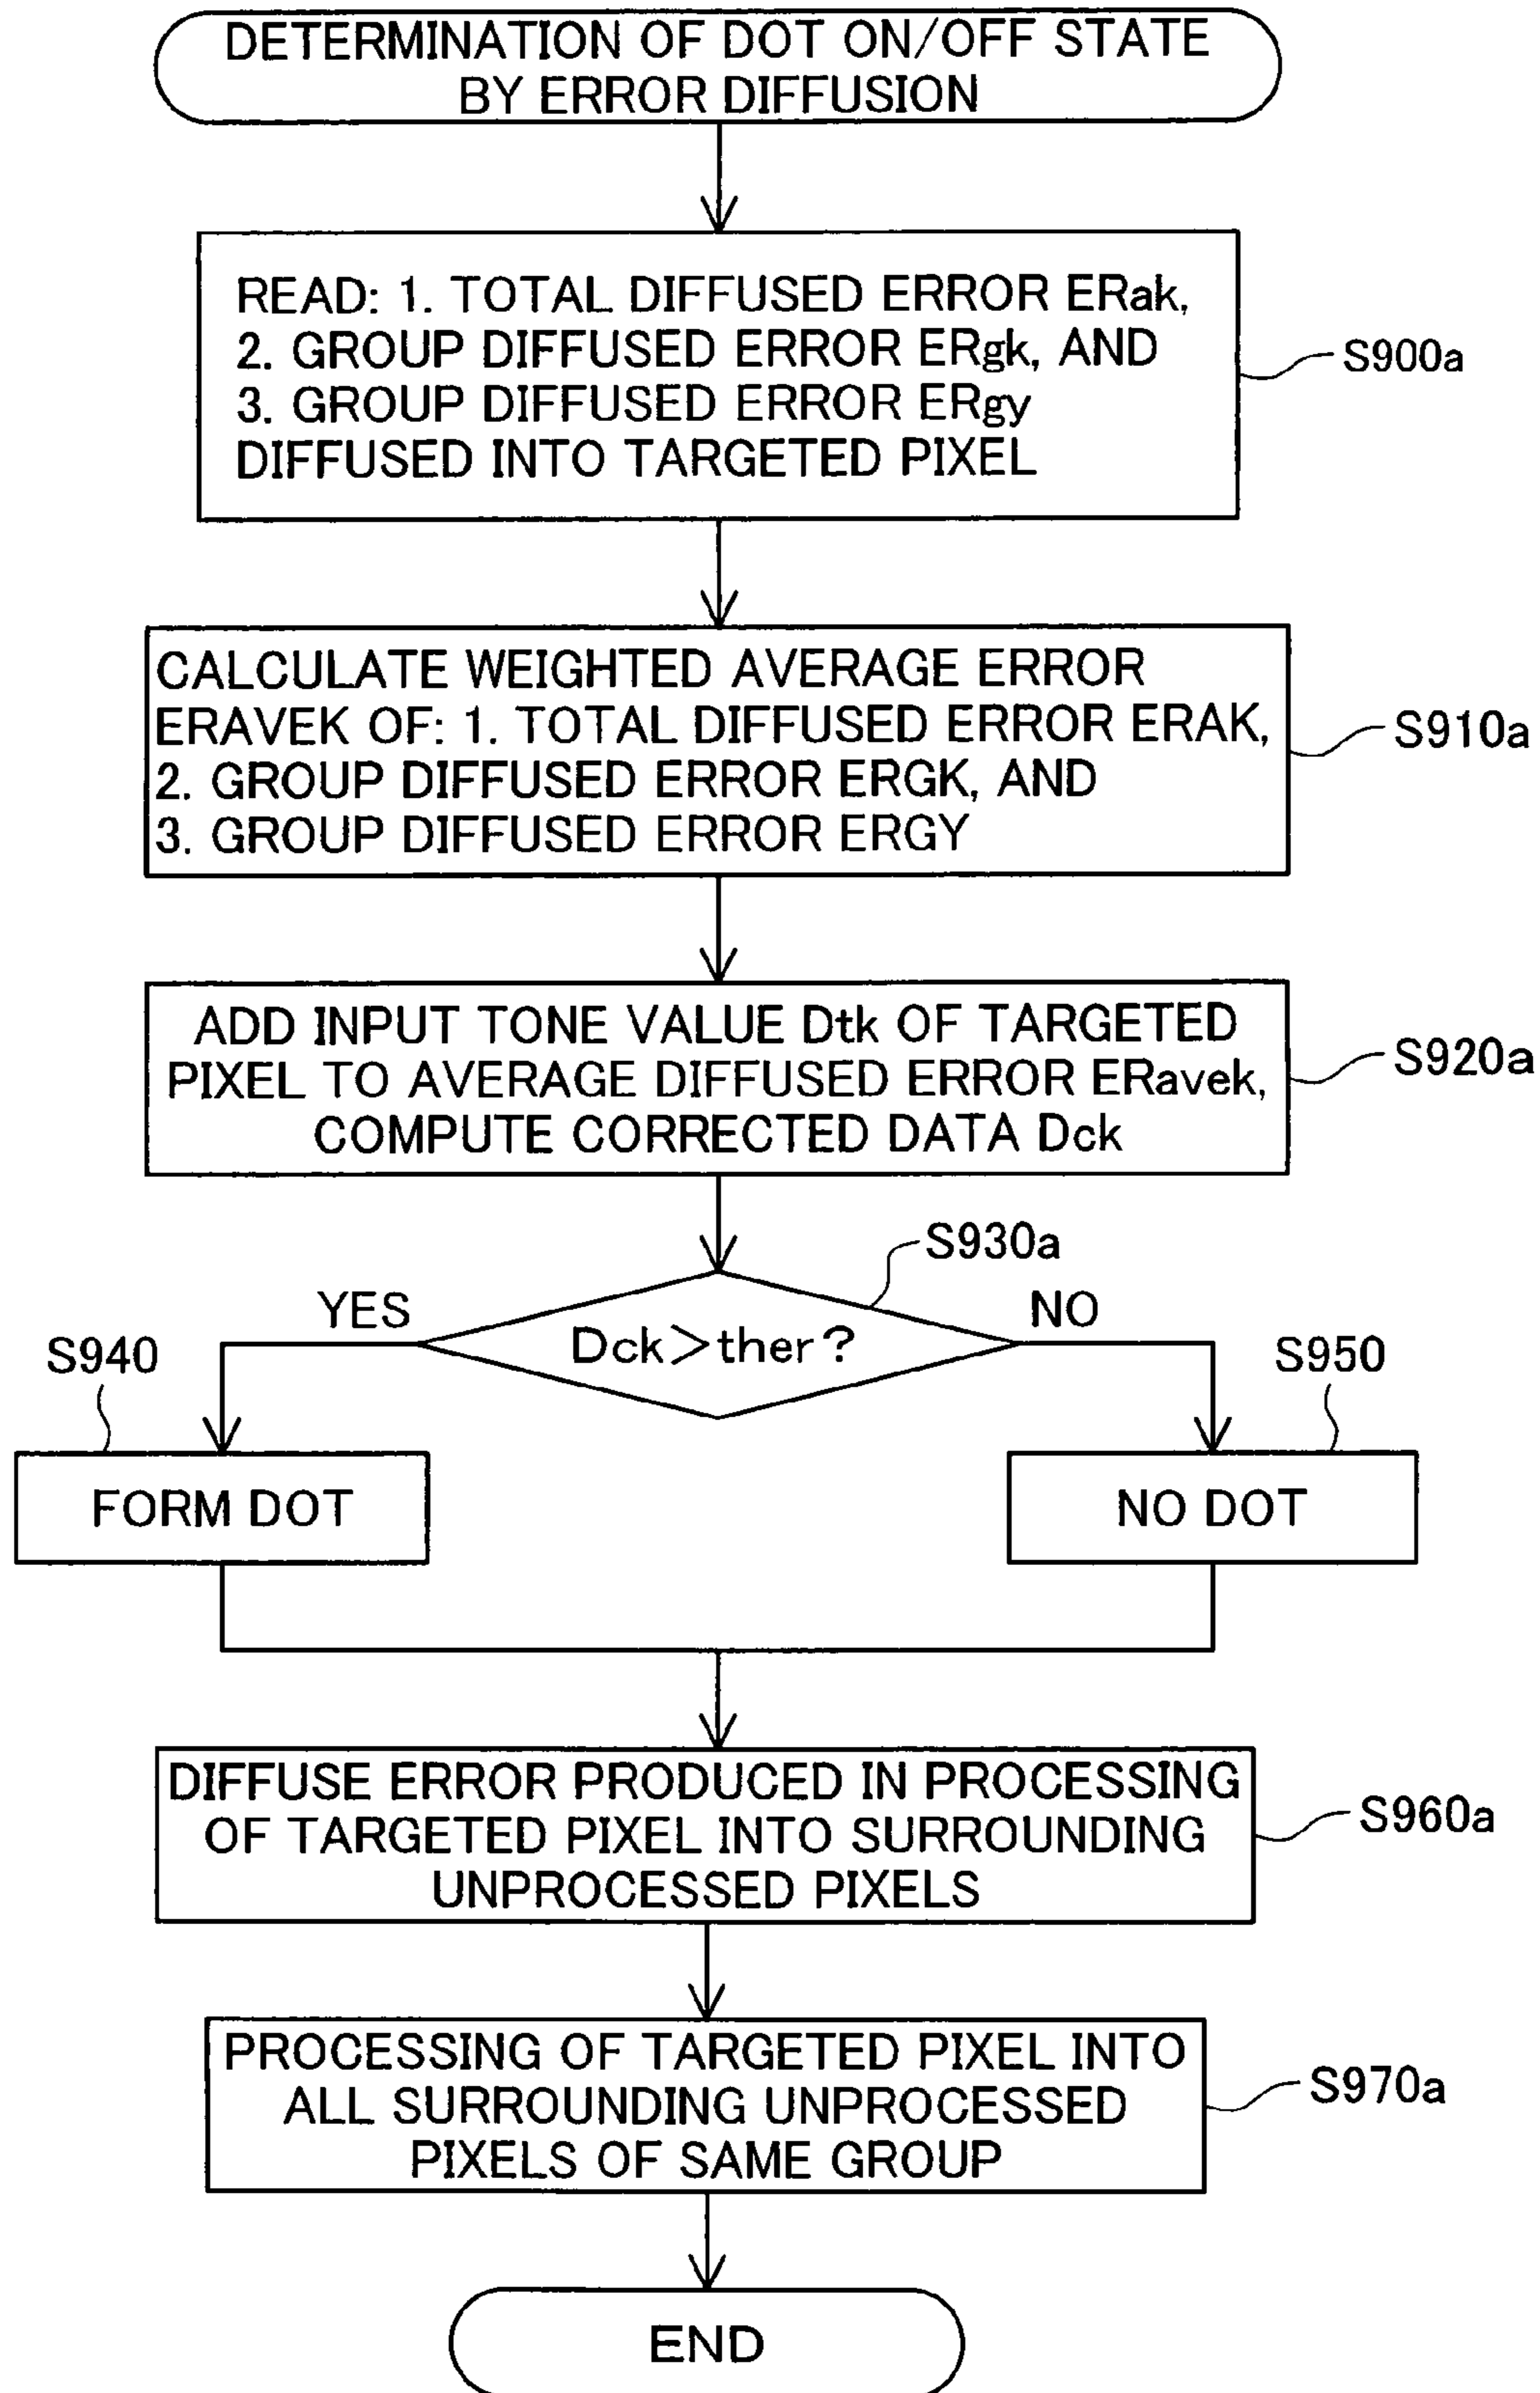 DETERMINATION OF DOT ON/OFF STATE
BY ERROR DIFFUSION
READ: 1. TOTAL DIFFUSED ERROR ERak,
2. GROUP DIFFUSED ERROR ERgk, AND
3. GROUP DIFFUSED ERROR ERgy
DIFFUSED INTO TARGETED PIXEL
S900a
CALCULATE WEIGHTED AVERAGE ERROR
ERAVEK OF: 1. TOTAL DIFFUSED ERROR ERAK,
2. GROUP DIFFUSED ERROR ERGK, AND
3. GROUP DIFFUSED ERROR ERGY
S910a
ADD INPUT TONE VALUE Dtk OF TARGETED
PIXEL TO AVERAGE DIFFUSED ERROR ERavek,
COMPUTE CORRECTED DATA Dck
S920a
S930a
YES
Dck>ther?
NO
S940
S950
FORM DOT
NO DOT
DIFFUSE ERROR PRODUCED IN PROCESSING
OF TARGETED PIXEL INTO SURROUNDING
UNPROCESSED PIXELS
S960a
PROCESSING OF TARGETED PIXEL INTO
ALL SURROUNDING UNPROCESSED
PIXELS OF SAME GROUP
S970a
END